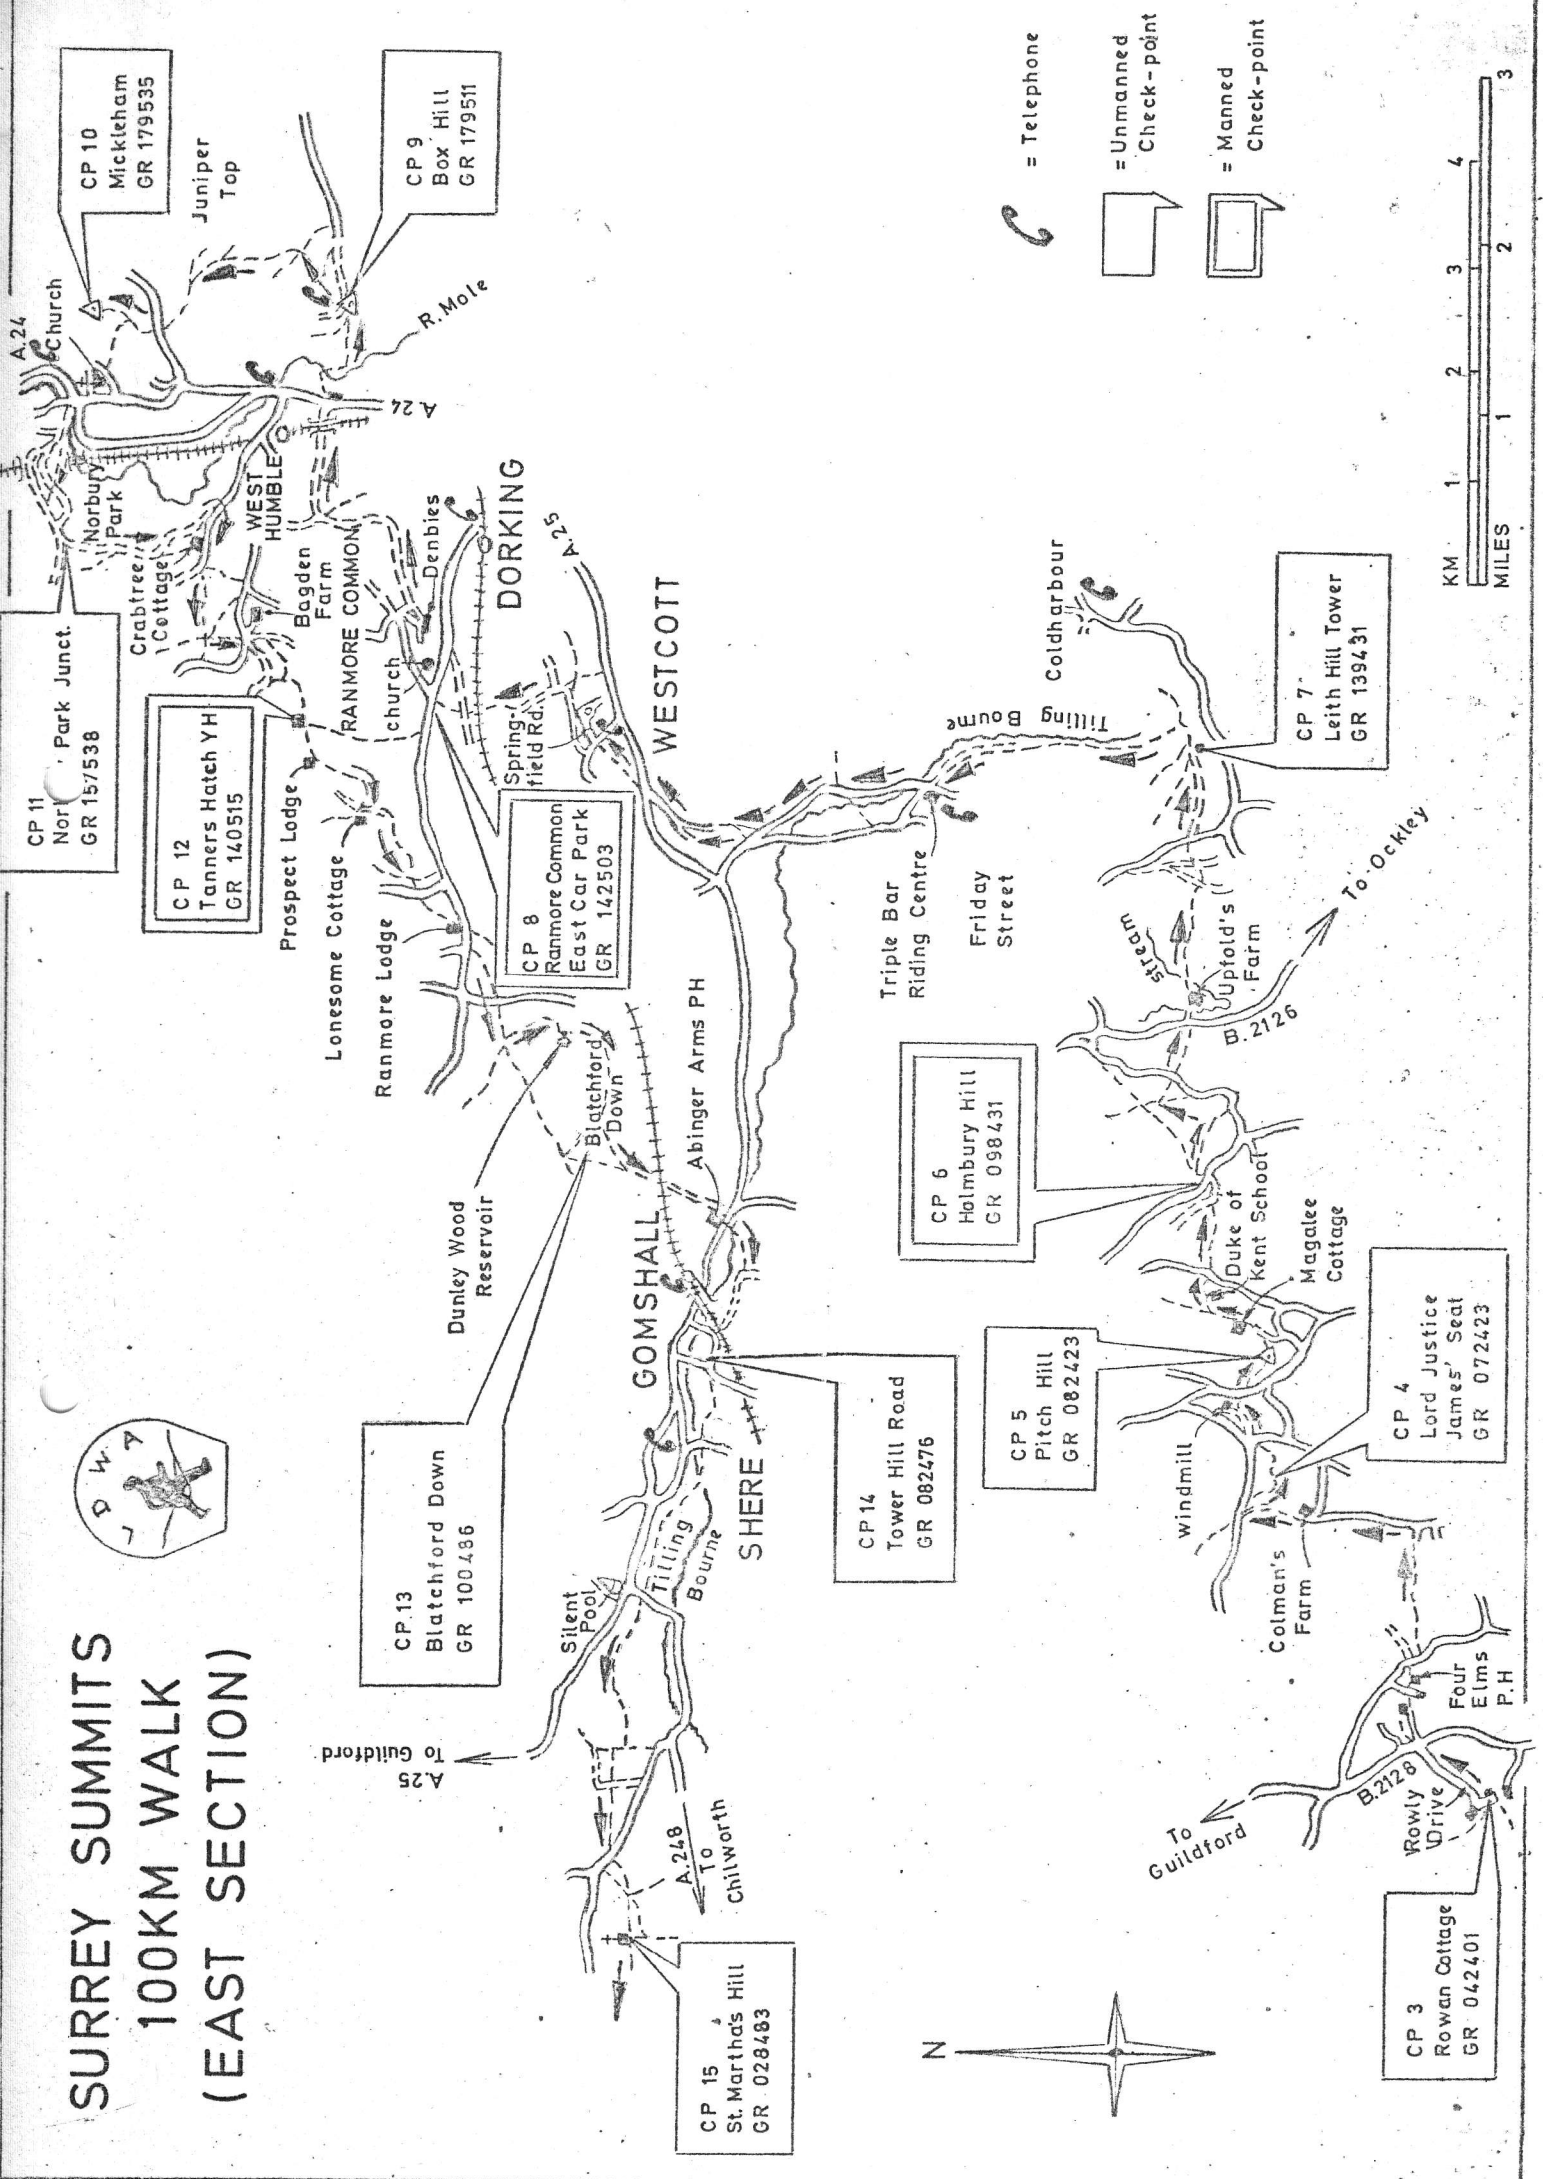 SURREY SUMMITS
100KM WALK
(EAST SECTION)
L D W A
CP 10
Mickleham
GR 179535
CP 9
Box Hill
GR 179511
Juniper
Top
A.24
Church
R. Mole
A.24
CP 11
Park Junct.
GR 157538
Norbury
Park
Crabtree
Cottage
WEST
HUMBLE
Bagden
Farm
RANMORE COMMON
Denbies
church
DORKING
A.25
CP 12
Tanners Hatch YH
GR 140515
Prospect Lodge
Lonesome Cottage
Ranmore Lodge
CP 8
Ranmore Common
East Car Park
GR 142503
Spring-
field Rd.
WESTCOTT
Dunley Wood
Reservoir
Blatchford
Down
Abinger Arms PH
GOMSHALL
CP.13
Blatchford Down
GR 100486
SHERE
CP 14
Tower Hill Road
GR 082476
Silent
Pool
Tilling
Bourne
A.25
To Guildford
A.248
To
Chilworth
CP 15
St. Martha's Hill
GR 028483
N
= Telephone
= Unmanned
Check-point
= Manned
Check-point
KM
1
2
3
4
MILES
1
2
3
Coldharbour
Tilling Bourne
CP 7
Leith Hill Tower
GR 139431
Triple Bar
Riding Centre
Friday
Street
To Ockley
stream
Upfold's
Farm
B.2126
CP 6
Holmbury Hill
GR 098431
Duke of
Kent School
Magalee
Cottage
CP 5
Pitch Hill
GR 082423
CP 4
Lord Justice
James' Seat
GR 072423
Windmill
Colman's
Farm
Four
Elms
P.H
B.2128
Rowly
Drive
To
Guildford
CP 3
Rowan Cottage
GR 042401